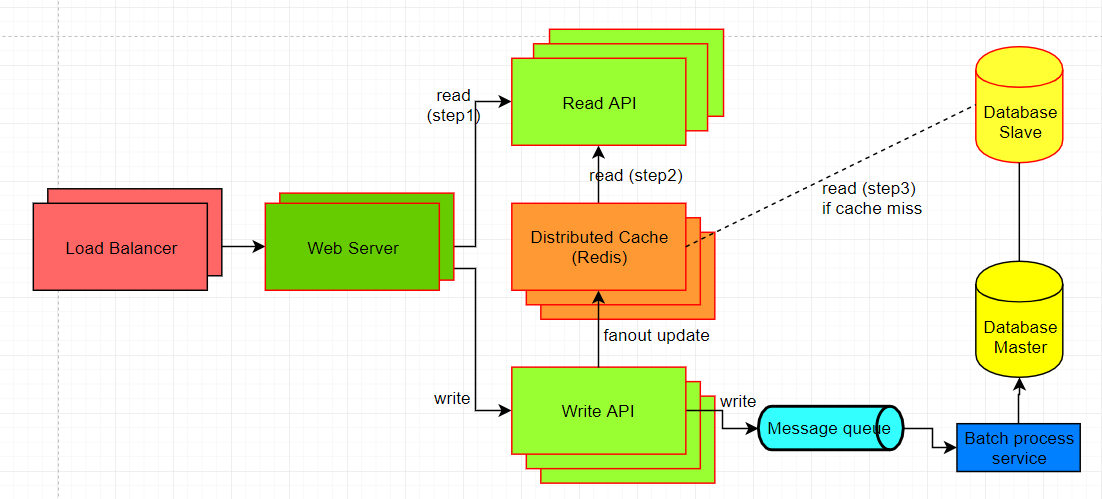 read
(step1)
Read API
Database
Slave
read (step2)
read (step3)
if cache miss
Load Balancer
Web Server
Distributed Cache
(Redis)
fanout update
Database
Master
write
Write API
write
Message queue
Batch process
service